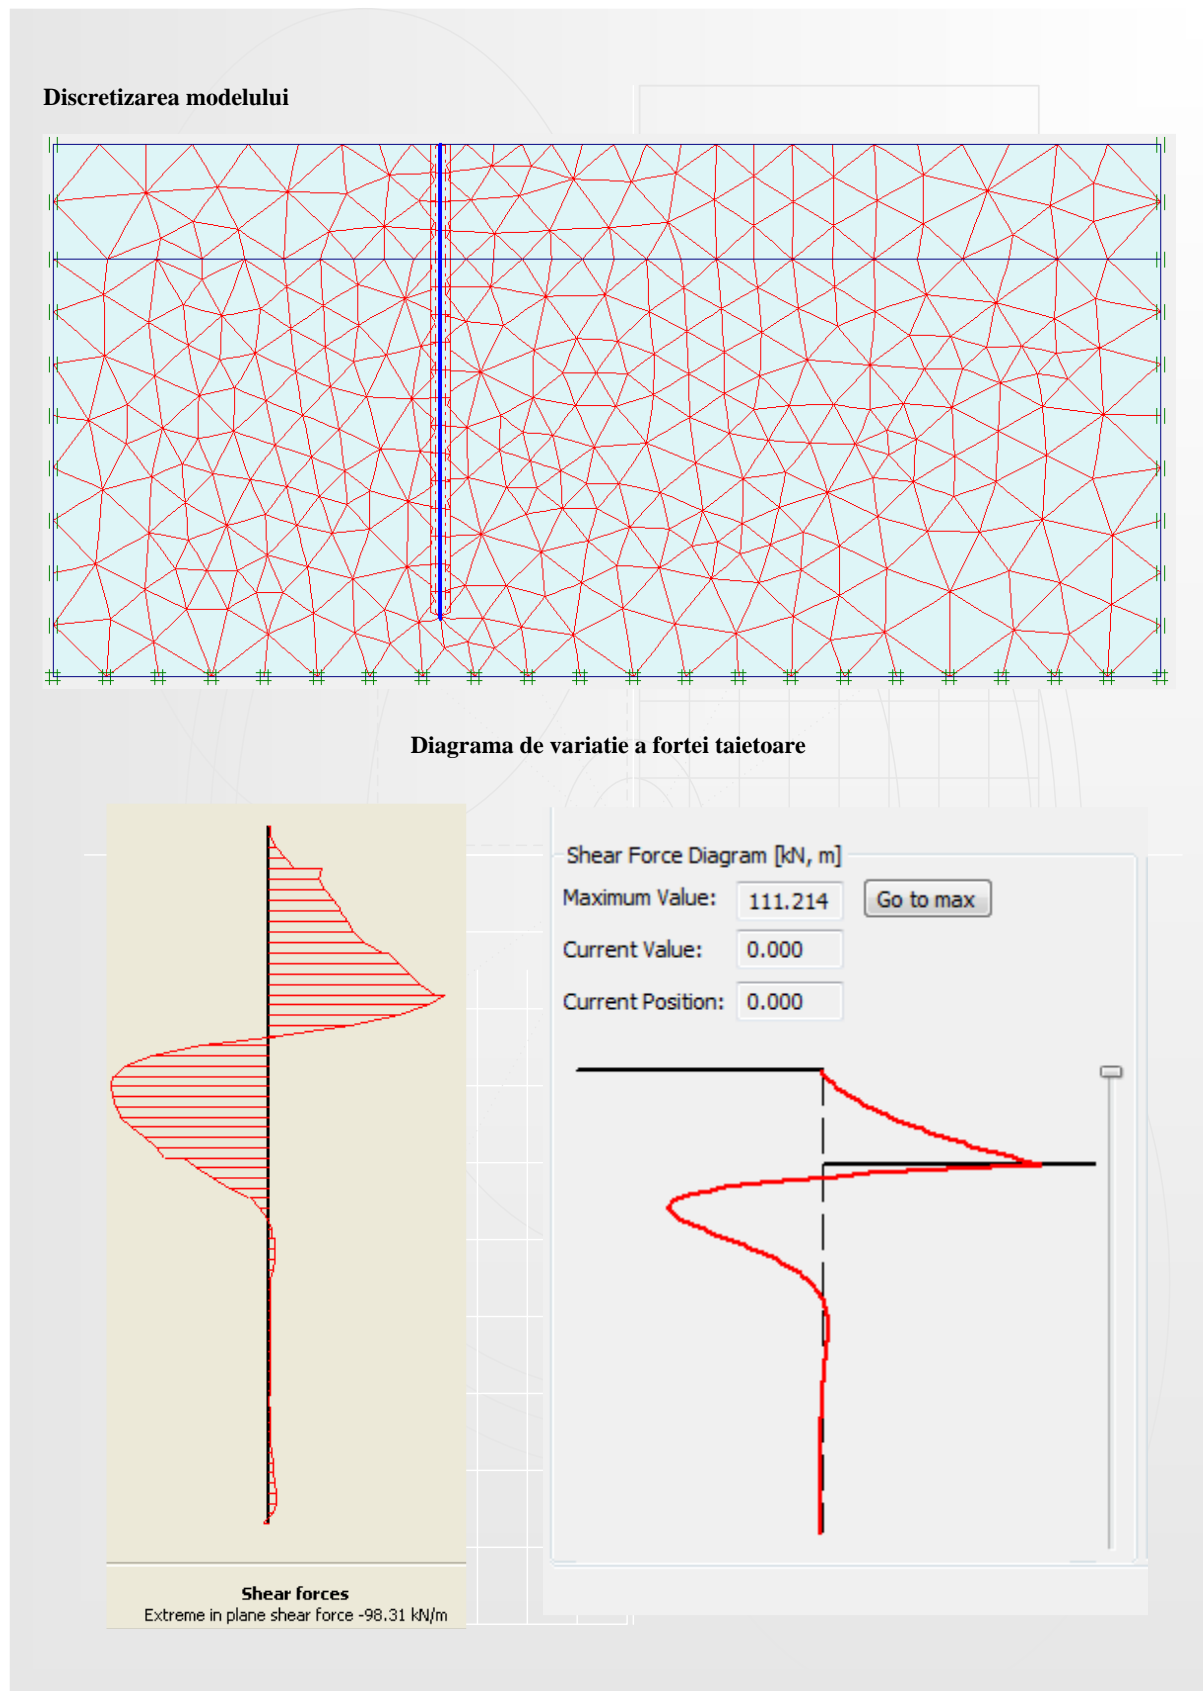 Discretizarea modelului
Diagrama de variatie a fortei taietoare
Shear forces
Extreme in plane shear force -98.31 kN/m
Shear Force Diagram [kN, m]
Maximum Value: 111.214 Go to max
Current Value: 0.000
Current Position: 0.000